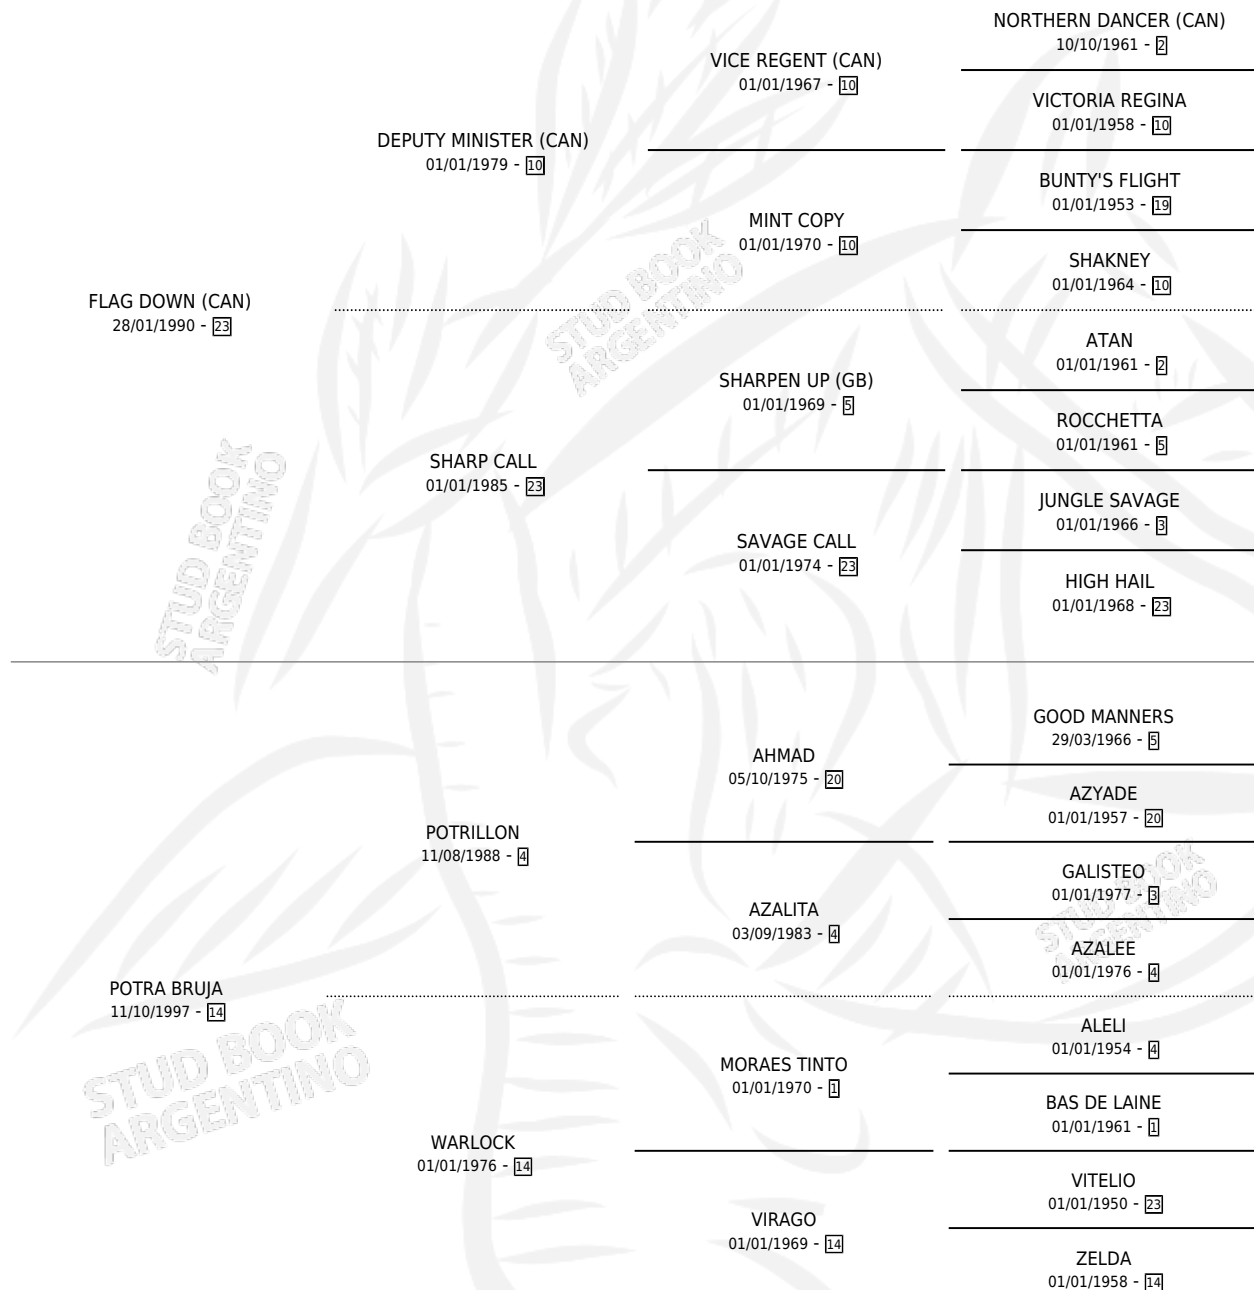 NORTHERN DANCER (CAN)
10/10/1961 - 2
VICE REGENT (CAN)
01/01/1967 - 10
VICTORIA REGINA
01/01/1958 - 10
DEPUTY MINISTER (CAN)
01/01/1979 - 10
BUNTY'S FLIGHT
01/01/1953 - 19
MINT COPY
01/01/1970 - 10
SHAKNEY
01/01/1964 - 10
FLAG DOWN (CAN)
28/01/1990 - 23
ATAN
01/01/1961 - 2
SHARPEN UP (GB)
01/01/1969 - 5
ROCCHETTA
01/01/1961 - 5
SHARP CALL
01/01/1985 - 23
JUNGLE SAVAGE
01/01/1966 - 3
SAVAGE CALL
01/01/1974 - 23
HIGH HAIL
01/01/1968 - 23
GOOD MANNERS
29/03/1966 - 5
AHMAD
05/10/1975 - 20
AZYADE
01/01/1957 - 20
POTRILLON
11/08/1988 - 4
GALISTEO
01/01/1977 - 3
AZALITA
03/09/1983 - 4
AZALEE
01/01/1976 - 4
POTRA BRUJA
11/10/1997 - 14
ALELI
01/01/1954 - 4
MORAES TINTO
01/01/1970 - 1
BAS DE LAINE
01/01/1961 - 1
WARLOCK
01/01/1976 - 14
VITELIO
01/01/1950 - 23
VIRAGO
01/01/1969 - 14
ZELDA
01/01/1958 - 14
STUD BOOK
ARGENTINO
STUD BOOK
ARGENTINO
STUD BOOK
ARGENTINO
STUD BOOK
ARGENTINO